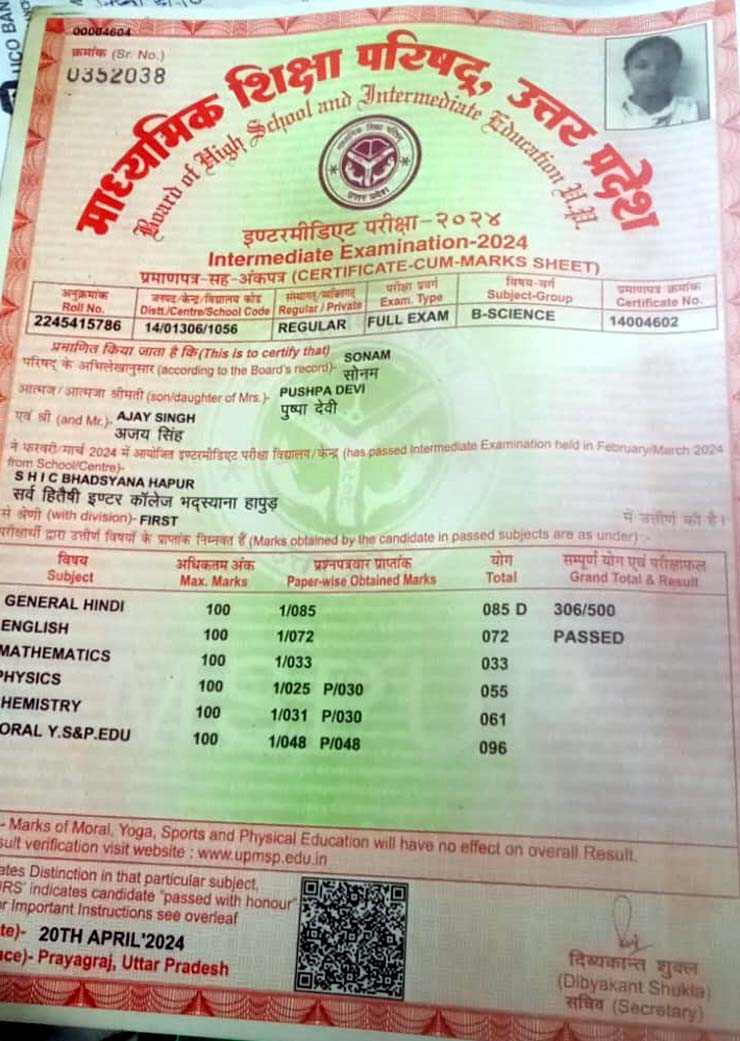 UCO BAN
00004604
क्रमांक (Sr. No.)
0352038
माध्यमिक शिक्षा परिषद्, उत्तर प्रदेश
Board of High School and Intermediate Education U.P.
माध्यमिक शिक्षा परिषद्
उत्तर प्रदेश
इण्टरमीडिएट परीक्षा-२०२४
Intermediate Examination-2024
प्रमाणपत्र-सह-अंकपत्र (CERTIFICATE-CUM-MARKS SHEET)
अनुक्रमांक जनपद/केन्द्र/विद्यालय कोड संस्थागत/व्यक्तिगत परीक्षा प्रवर्ग विषय-वर्ग प्रमाणपत्र क्रमांक
Roll No. Distt./Centre/School Code Regular / Private Exam. Type Subject-Group Certificate No.
2245415786 14/01306/1056 REGULAR FULL EXAM B-SCIENCE 14004602
प्रमाणित किया जाता है कि(This is to certify that) SONAM
परिषद् के अभिलेखानुसार (according to the Board's record)- सोनम
आत्मज/आत्मजा श्रीमती (son/daughter of Mrs.)- PUSHPA DEVI
पुष्पा देवी
एवं श्री (and Mr.)- AJAY SINGH
अजय सिंह
ने फरवरी/मार्च 2024 में आयोजित इण्टरमीडिएट परीक्षा विद्यालय/केन्द्र (has passed Intermediate Examination held in February/March 2024
from School/Centre)-
S H I C BHADSYANA HAPUR
सर्व हितैषी इण्टर कॉलेज भदस्याना हापुड़
से श्रेणी (with division)- FIRST में उत्तीर्ण की है।
परीक्षार्थी द्वारा उत्तीर्ण विषयों के प्राप्तांक निम्नवत हैं (Marks obtained by the candidate in passed subjects are as under) :-
विषय अधिकतम अंक प्रश्नपत्रवार प्राप्तांक योग सम्पूर्ण योग एवं परीक्षाफल
Subject Max. Marks Paper-wise Obtained Marks Total Grand Total & Result
GENERAL HINDI 100 1/085 085 D 306/500
ENGLISH 100 1/072 072 PASSED
MATHEMATICS 100 1/033 033
PHYSICS 100 1/025 P/030 055
HEMISTRY 100 1/031 P/030 061
ORAL Y.S&P.EDU 100 1/048 P/048 096
- Marks of Moral, Yoga, Sports and Physical Education will have no effect on overall Result.
sult verification visit website : www.upmsp.edu.in
ates Distinction in that particular subject,
URS' indicates candidate "passed with honour"
r Important Instructions see overleaf
te)- 20TH APRIL'2024
ace)- Prayagraj, Uttar Pradesh
दिब्यकान्त शुक्ल
(Dibyakant Shukla)
सचिव (Secretary)